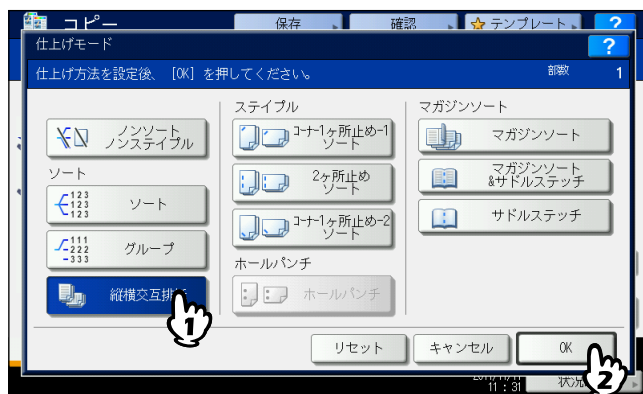 コピー
保存
確認
テンプレート
?
仕上げモード
?
仕上げ方法を設定後、[OK] を押してください。
部数 1
ノンソート
ノンステイプル
ソート
123
123
123
ソート
111
222
333
グループ
縦横交互排
1
ステイプル
コーナー1ヶ所止め-1
ソート
2ヶ所止め
ソート
コーナー1ヶ所止め-2
ソート
ホールパンチ
ホールパンチ
マガジンソート
マガジンソート
マガジンソート
&サドルステッチ
サドルステッチ
リセット
キャンセル
OK
2
11:31
状況